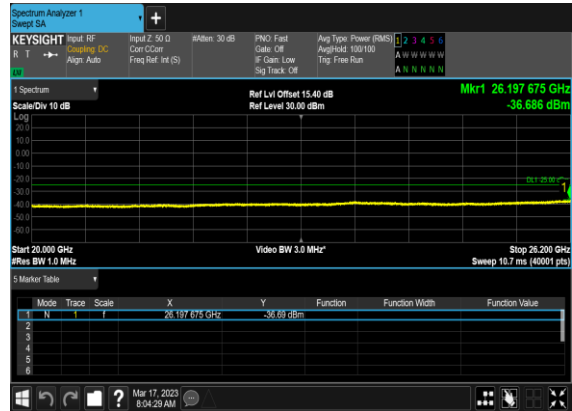 Spectrum Analyzer 1
Swept SA
KEYSIGHT Input: RF Input Z: 50 Ω #Atten: 30 dB PNO: Fast Avg Type: Power (RMS) 1 2 3 4 5 6
R T Coupling: DC Corr CCorr Gate: Off Avg|Hold: 100/100 A W W W W W
Align: Auto Freq Ref: Int (S) IF Gain: Low Trig: Free Run
Sig Track: Off A N N N N N
1 Spectrum Ref Lvl Offset 15.40 dB Mkr1 26.197 675 GHz
Scale/Div 10 dB Ref Level 30.00 dBm -36.686 dBm
Log
20.0
10.0
0.00
-10.0
-20.0
DL1 -25.00
-30.0
1
-40.0
-50.0
-60.0
Start 20.000 GHz Video BW 3.0 MHz* Stop 26.200 GHz
#Res BW 1.0 MHz Sweep 10.7 ms (40001 pts)
5 Marker Table
Mode Trace Scale X Y Function Function Width Function Value
1 N 1 f 26.197 675 GHz -36.69 dBm
2
3
4
5
6
? Mar 17, 2023
8:04:29 AM